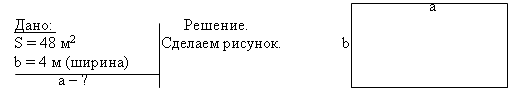 Дано:
S = 48 м²
b = 4 м (ширина)
a – ?
Решение.
Сделаем рисунок.
a
b